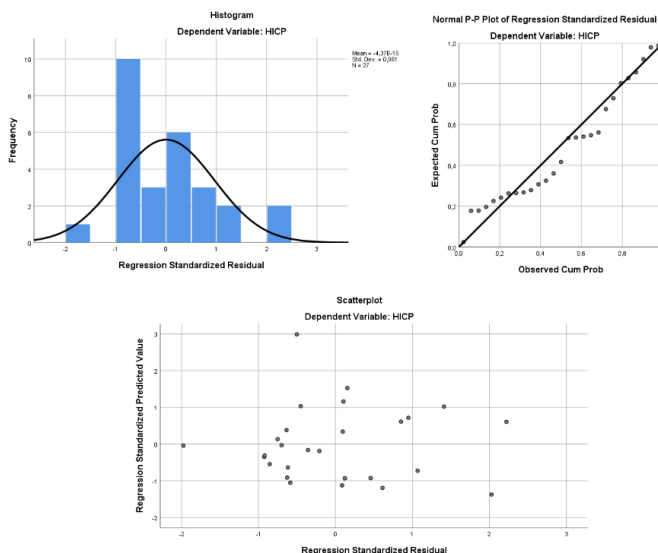 Histogram
Dependent Variable: HICP
Mean = -4,37E-15
Std. Dev. = 0,981
N = 27
10
8
6
4
2
0
Frequency
-2
-1
0
1
2
3
Regression Standardized Residual
Normal P-P Plot of Regression Standardized Residual
Dependent Variable: HICP
1,0
0,8
0,6
0,4
0,2
0,0
Expected Cum Prob
0,0
0,2
0,4
0,6
0,8
Observed Cum Prob
Scatterplot
Dependent Variable: HICP
3
2
1
0
-1
-2
Regression Standardized Predicted Value
-2
-1
0
1
2
3
Regression Standardized Residual